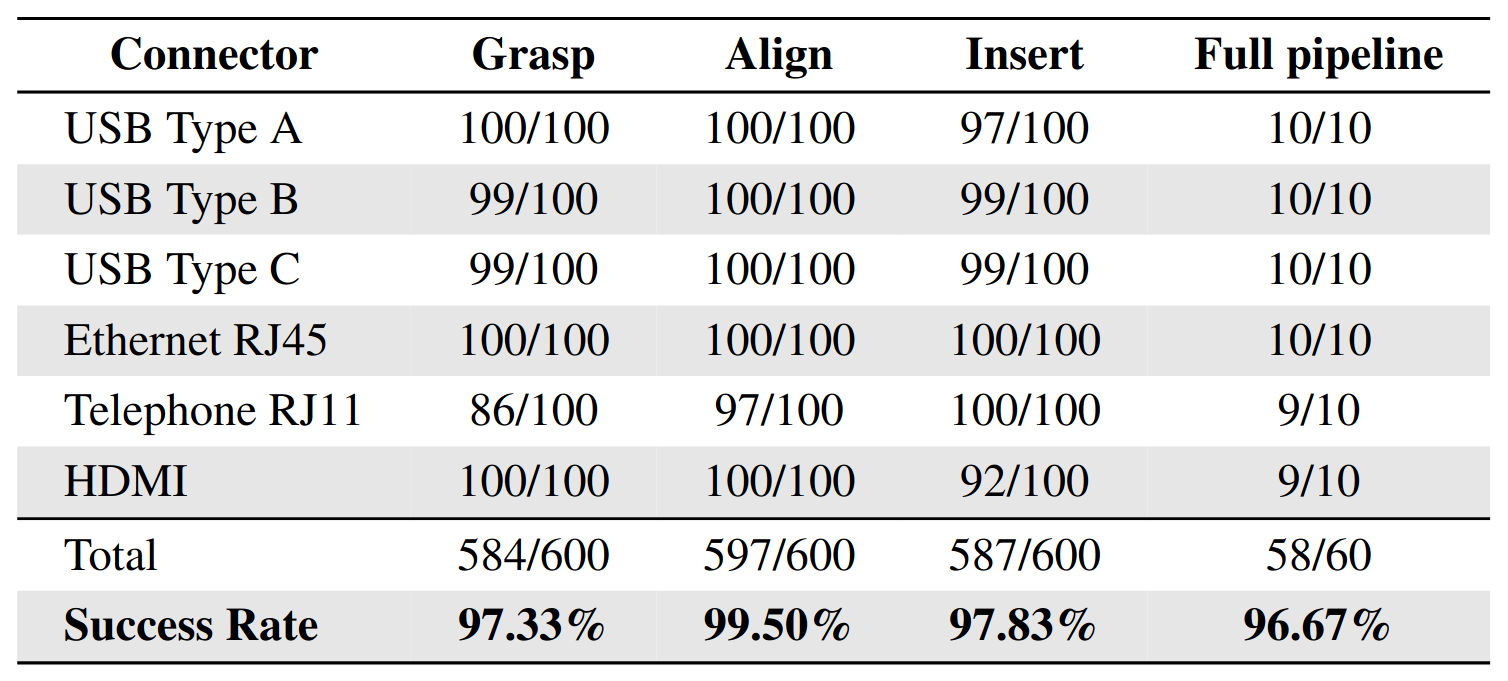 Connector Grasp Align Insert Full pipeline
USB Type A 100/100 100/100 97/100 10/10
USB Type B 99/100 100/100 99/100 10/10
USB Type C 99/100 100/100 99/100 10/10
Ethernet RJ45 100/100 100/100 100/100 10/10
Telephone RJ11 86/100 97/100 100/100 9/10
HDMI 100/100 100/100 92/100 9/10
Total 584/600 597/600 587/600 58/60
Success Rate 97.33% 99.50% 97.83% 96.67%